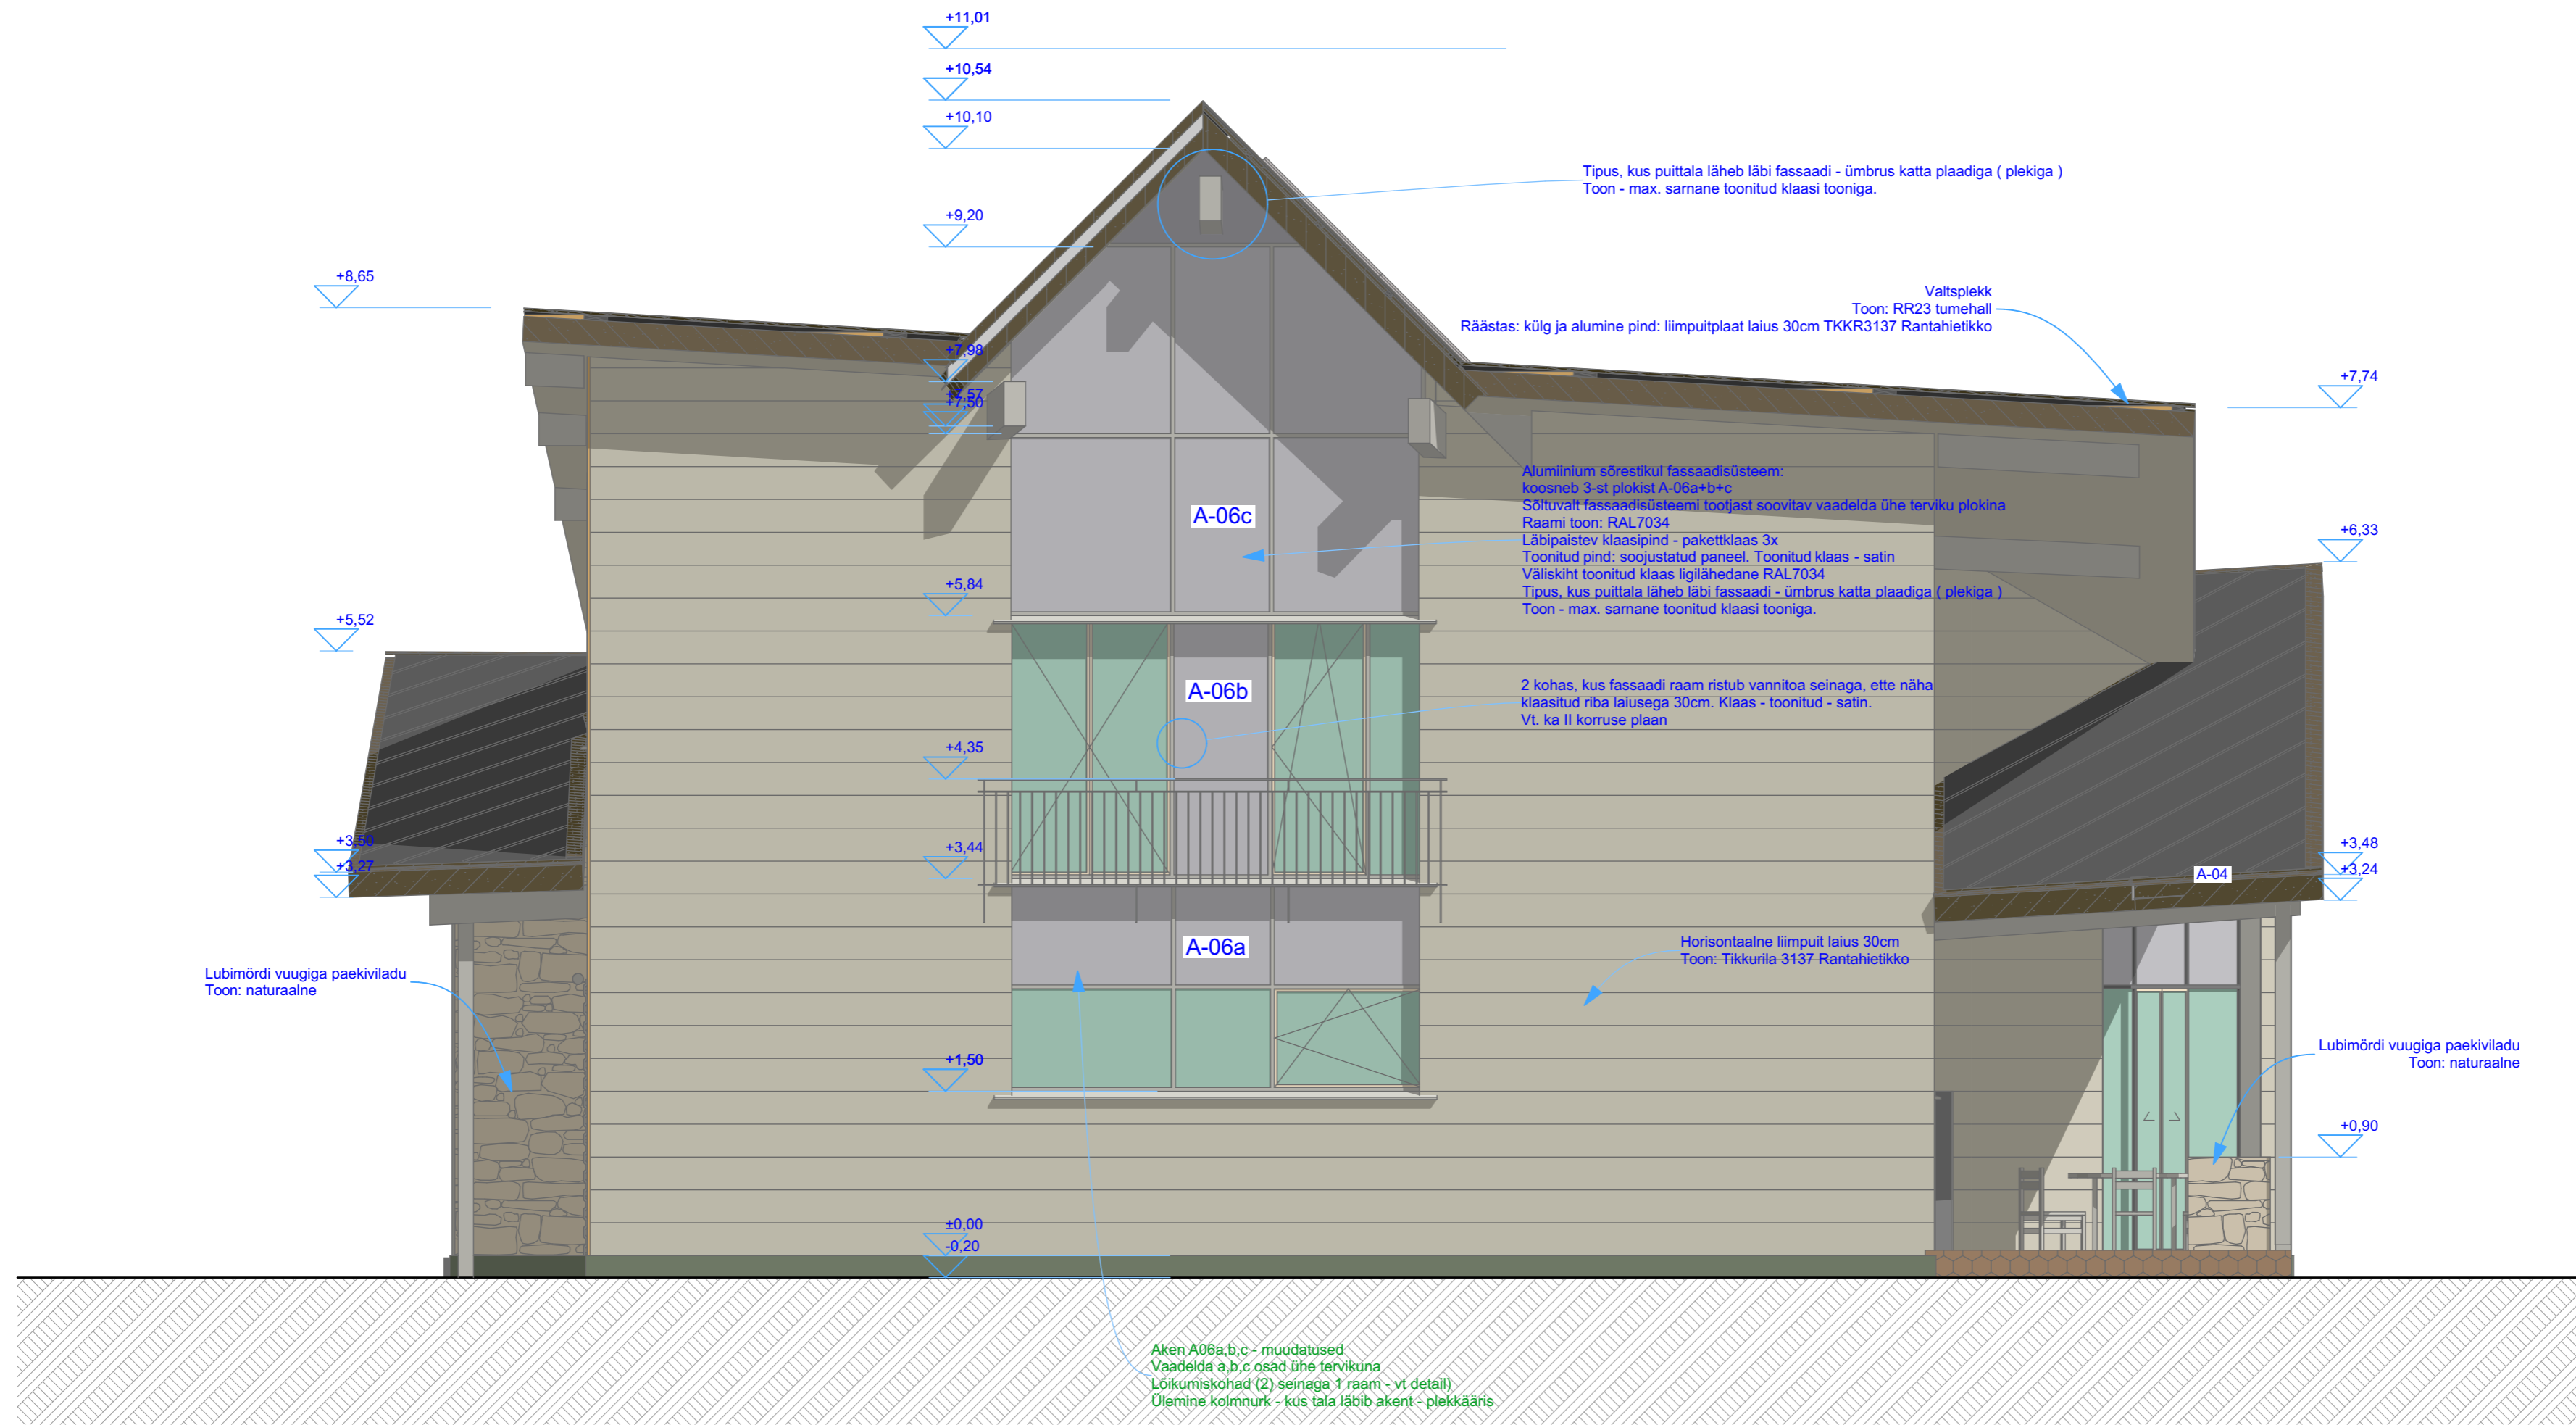 +11,01
+10,54
+10,10
Tipus, kus puittala läheb läbi fassaadi - ümbrus katta plaadiga ( plekiga )
Toon - max. sarnane toonitud klaasi tooniga.
+9,20
+8,65
Valtsplekk
Toon: RR23 tumehall
Räästas: külg ja alumine pind: liimpuitplaat laius 30cm TKKR3137 Rantahietikko
+7,98
+7,74
+7,57
+7,50
Alumiinium sõrestikul fassaadisüsteem:
koosneb 3-st plokist A-06a+b+c
Sõltuvalt fassaadisüsteemi tootjast soovitav vaadelda ühe terviku plokina
Raami toon: RAL7034
Läbipaistev klaasipind - pakettklaas 3x
Toonitud pind: soojustatud paneel. Toonitud klaas - satin
Väliskiht toonitud klaas ligilähedane RAL7034
Tipus, kus puittala läheb läbi fassaadi - ümbrus katta plaadiga ( plekiga )
Toon - max. sarnane toonitud klaasi tooniga.
A-06c
+6,33
+5,84
+5,52
A-06b
2 kohas, kus fassaadi raam ristub vannitoa seinaga, ette näha
klaasitud riba laiusega 30cm. Klaas - toonitud - satin.
Vt. ka II korruse plaan
+4,35
+3,50
+3,27
+3,44
+3,48
+3,24
A-04
A-06a
Horisontaalne liimpuit laius 30cm
Toon: Tikkurila 3137 Rantahietikko
Lubimördi vuugiga paekiviladu
Toon: naturaalne
+1,50
Lubimördi vuugiga paekiviladu
Toon: naturaalne
+0,90
±0,00
-0,20
Aken A06a,b,c - muudatused
Vaadelda a,b,c osad ühe tervikuna
Lõikumiskohad (2) seinaga 1 raam - vt detail)
Ülemine kolmnurk - kus tala läbib akent - plekkääris